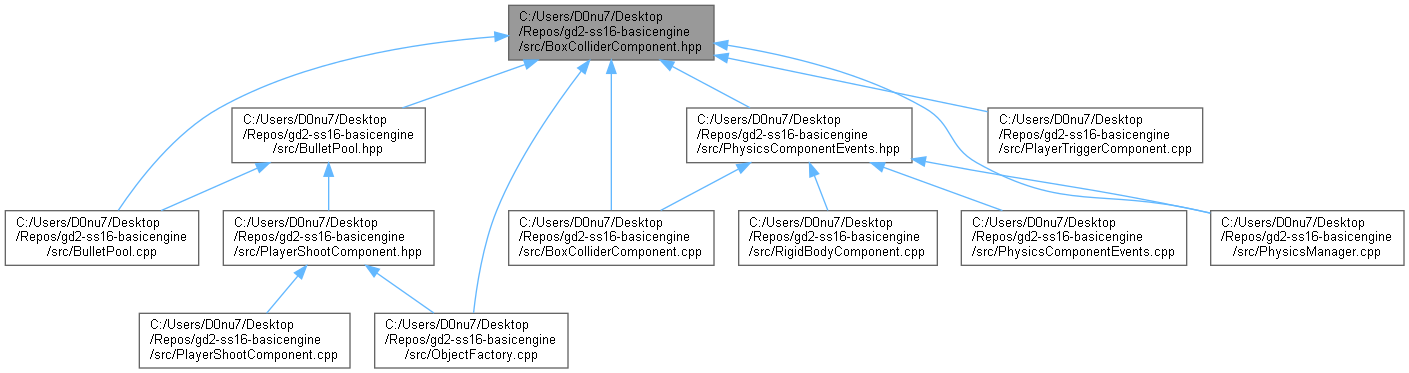 C:/Users/D0nu7/Desktop
/Repos/gd2-ss16-basicengine
/src/BoxColliderComponent.hpp
C:/Users/D0nu7/Desktop
/Repos/gd2-ss16-basicengine
/src/BulletPool.hpp
C:/Users/D0nu7/Desktop
/Repos/gd2-ss16-basicengine
/src/PhysicsComponentEvents.hpp
C:/Users/D0nu7/Desktop
/Repos/gd2-ss16-basicengine
/src/PlayerTriggerComponent.cpp
C:/Users/D0nu7/Desktop
/Repos/gd2-ss16-basicengine
/src/BulletPool.cpp
C:/Users/D0nu7/Desktop
/Repos/gd2-ss16-basicengine
/src/PlayerShootComponent.hpp
C:/Users/D0nu7/Desktop
/Repos/gd2-ss16-basicengine
/src/BoxColliderComponent.cpp
C:/Users/D0nu7/Desktop
/Repos/gd2-ss16-basicengine
/src/RigidBodyComponent.cpp
C:/Users/D0nu7/Desktop
/Repos/gd2-ss16-basicengine
/src/PhysicsComponentEvents.cpp
C:/Users/D0nu7/Desktop
/Repos/gd2-ss16-basicengine
/src/PhysicsManager.cpp
C:/Users/D0nu7/Desktop
/Repos/gd2-ss16-basicengine
/src/PlayerShootComponent.cpp
C:/Users/D0nu7/Desktop
/Repos/gd2-ss16-basicengine
/src/ObjectFactory.cpp